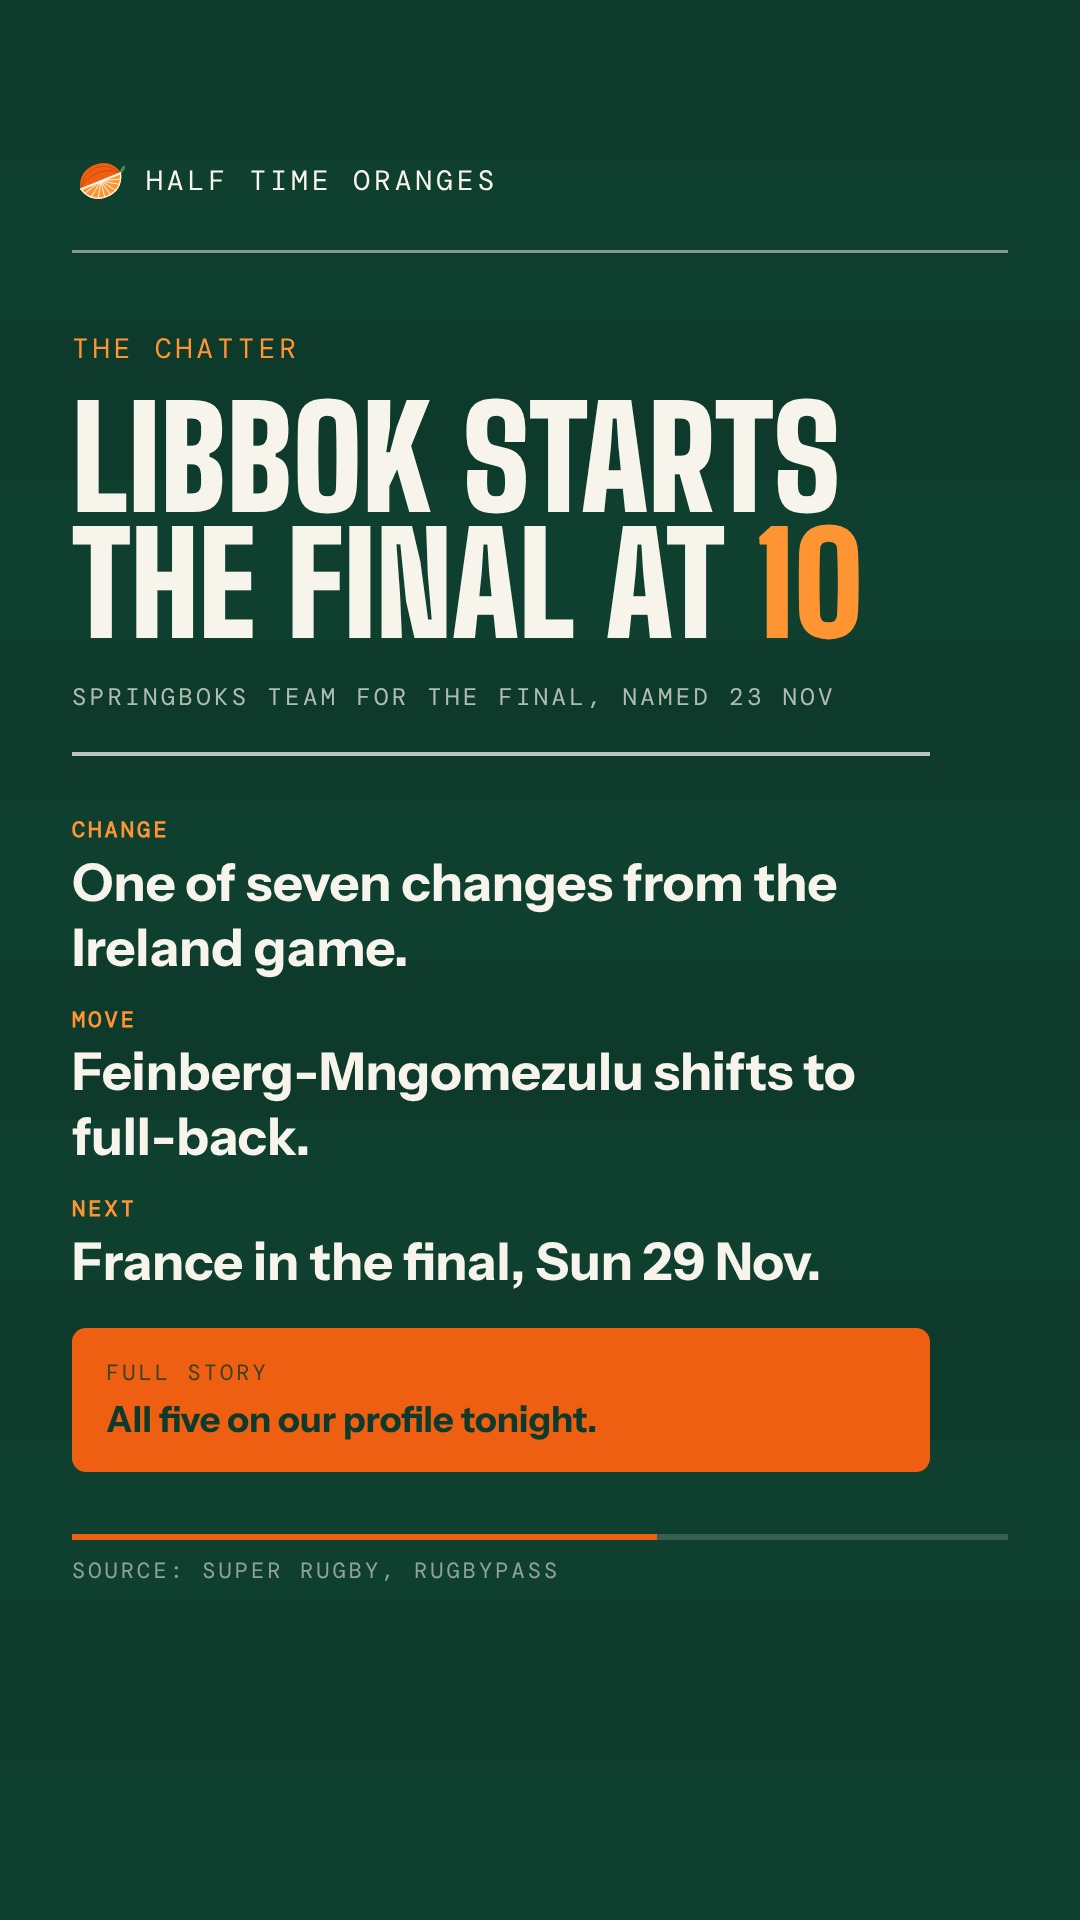 HALF TIME ORANGES
THE CHATTER
LIBBOK STARTS
THE FINAL AT 10
SPRINGBOKS TEAM FOR THE FINAL, NAMED 23 NOV
CHANGE
One of seven changes from the
Ireland game.
MOVE
Feinberg-Mngomezulu shifts to
full-back.
NEXT
France in the final, Sun 29 Nov.
FULL STORY
All five on our profile tonight.
SOURCE: SUPER RUGBY, RUGBYPASS